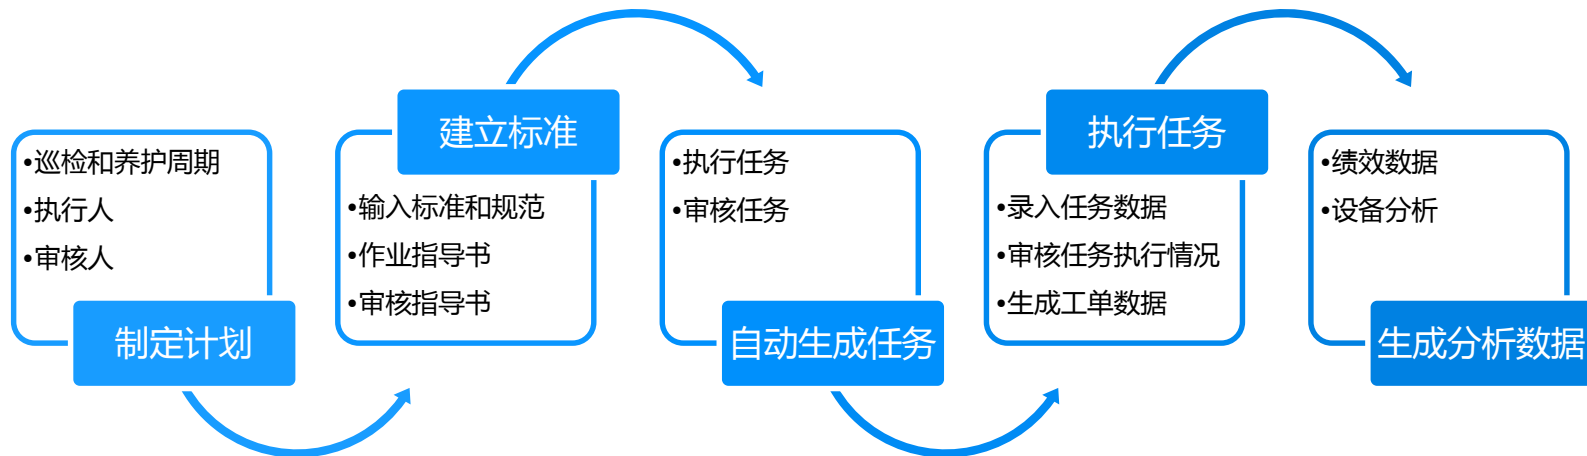 •巡检和养护周期
•执行人
•审核人
制定计划
建立标准
•输入标准和规范
•作业指导书
•审核指导书
•执行任务
•审核任务
自动生成任务
执行任务
•录入任务数据
•审核任务执行情况
•生成工单数据
•绩效数据
•设备分析
生成分析数据